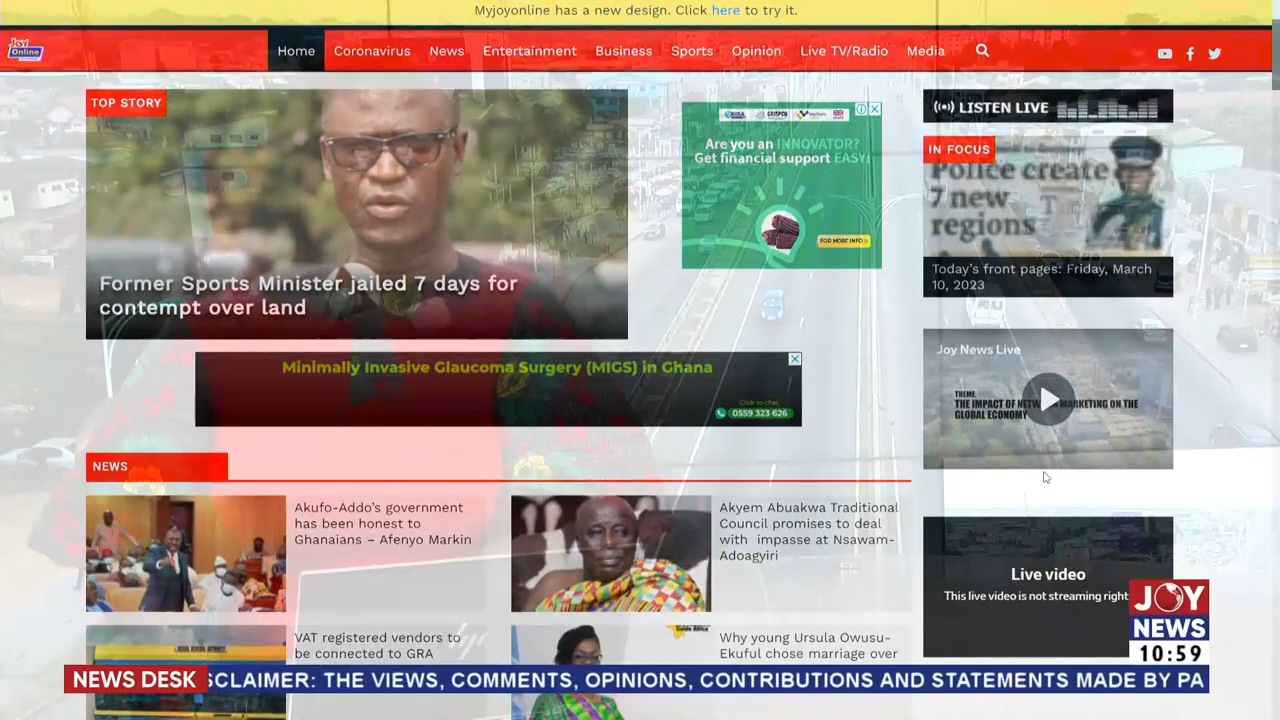 Myjoyonline has a new design. Click here to try it.
Joy
Online
Home Coronavirus News Entertainment Business Sports Opinion Live TV/Radio Media
TOP STORY
Former Sports Minister jailed 7 days for
contempt over land
Are you an INNOVATOR?
Get financial support EASY!
FOR MORE INFO
LISTEN LIVE
IN FOCUS
Police create
7 new
regions
Today's front pages: Friday, March
10, 2023
Minimally Invasive Glaucoma Surgery (MIGS) in Ghana
Click to chat
0559 323 626
Joy News Live
THEME:
THE IMPACT OF NETWORK MARKETING ON THE
GLOBAL ECONOMY
NEWS
Akufo-Addo's government
has been honest to
Ghanaians – Afenyo Markin
Akyem Abuakwa Traditional
Council promises to deal
with impasse at Nsawam-
Adoagyiri
Live video
This live video is not streaming right
VAT registered vendors to
be connected to GRA
Why young Ursula Owusu-
Ekuful chose marriage over
JOY
NEWS
10:59
NEWS DESK
SCLAIMER: THE VIEWS, COMMENTS, OPINIONS, CONTRIBUTIONS AND STATEMENTS MADE BY PA